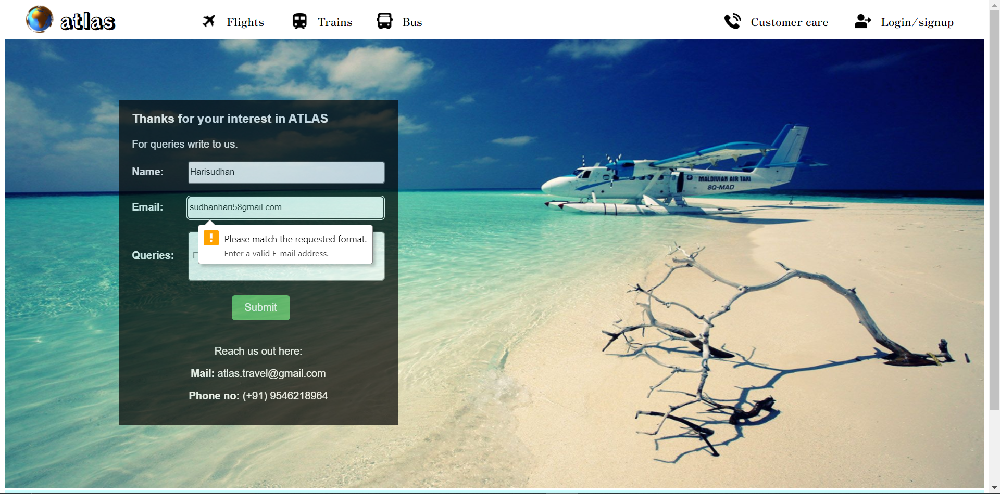 atlas
Flights
Trains
Bus
Customer care
Login/signup
Thanks for your interest in ATLAS
For queries write to us.
Name:
Harisudhan
Email:
sudhanhari58gmail.com
Please match the requested format.
Enter a valid E-mail address.
Queries:
E
Submit
Reach us out here:
Mail: atlas.travel@gmail.com
Phone no: (+91) 9546218964
MALDIVIAN AIR TAXI
8Q-MAD